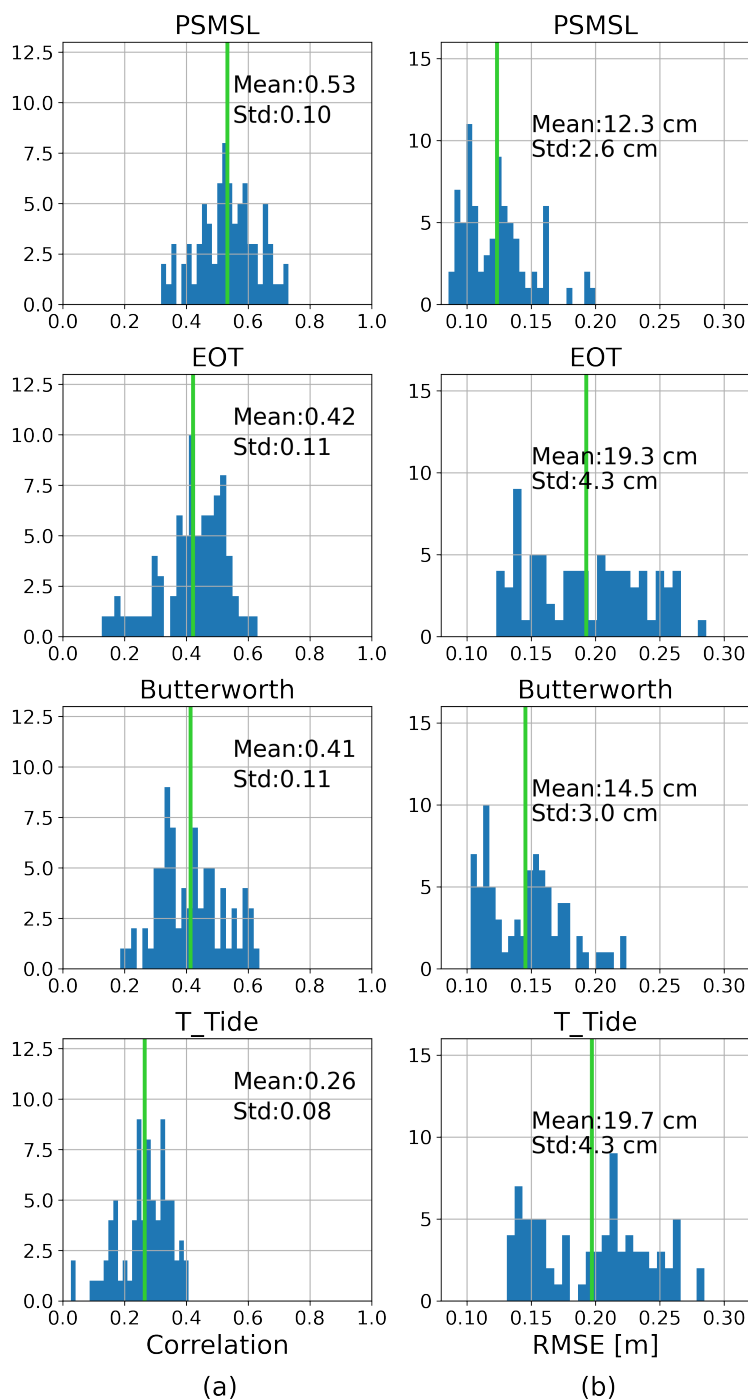 PSMSL
PSMSL
12.5
10.0
7.5
5.0
2.5
0.0
Mean:0.53
Std:0.10
0.0 0.2 0.4 0.6 0.8 1.0
15
10
5
0
Mean:12.3 cm
Std:2.6 cm
0.10 0.15 0.20 0.25 0.30
EOT
EOT
12.5
10.0
7.5
5.0
2.5
0.0
Mean:0.42
Std:0.11
0.0 0.2 0.4 0.6 0.8 1.0
15
10
5
0
Mean:19.3 cm
Std:4.3 cm
0.10 0.15 0.20 0.25 0.30
Butterworth
Butterworth
12.5
10.0
7.5
5.0
2.5
0.0
Mean:0.41
Std:0.11
0.0 0.2 0.4 0.6 0.8 1.0
15
10
5
0
Mean:14.5 cm
Std:3.0 cm
0.10 0.15 0.20 0.25 0.30
T_Tide
T_Tide
12.5
10.0
7.5
5.0
2.5
0.0
Mean:0.26
Std:0.08
0.0 0.2 0.4 0.6 0.8 1.0
Correlation
(a)
15
10
5
0
Mean:19.7 cm
Std:4.3 cm
0.10 0.15 0.20 0.25 0.30
RMSE [m]
(b)